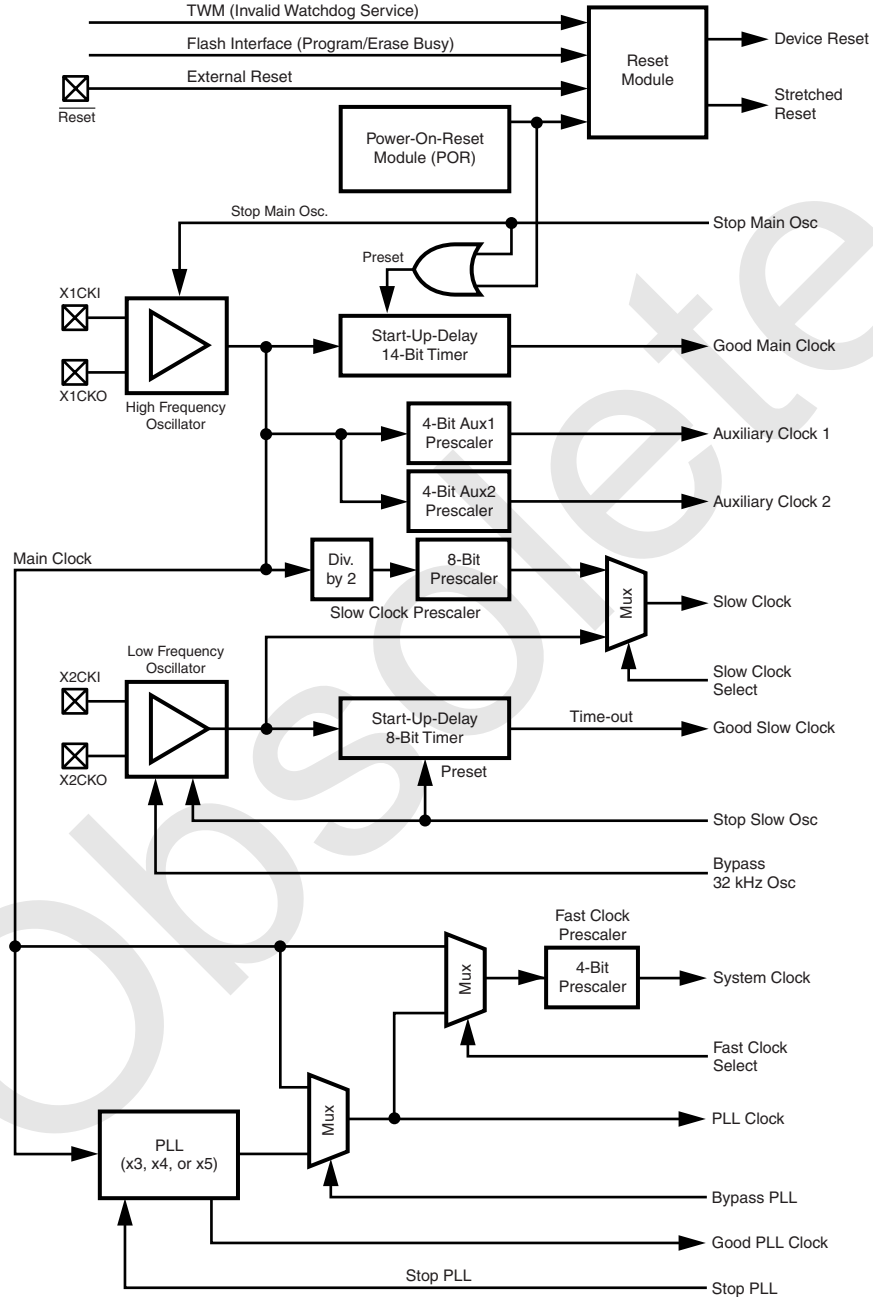 TWM (Invalid Watchdog Service)
Flash Interface (Program/Erase Busy)
External Reset
Reset
Reset
Module
Device Reset
Stretched
Reset
Power-On-Reset
Module (POR)
Stop Main Osc.
Stop Main Osc
Preset
X1CKI
X1CKO
High Frequency
Oscillator
Start-Up-Delay
14-Bit Timer
Good Main Clock
4-Bit Aux1
Prescaler
Auxiliary Clock 1
4-Bit Aux2
Prescaler
Auxiliary Clock 2
Main Clock
Div.
by 2
8-Bit
Prescaler
Slow Clock Prescaler
Mux
Slow Clock
Slow Clock
Select
Low Frequency
Oscillator
X2CKI
X2CKO
Start-Up-Delay
8-Bit Timer
Time-out
Good Slow Clock
Preset
Stop Slow Osc
Bypass
32 kHz Osc
Fast Clock
Prescaler
Mux
4-Bit
Prescaler
System Clock
Fast Clock
Select
Mux
PLL Clock
PLL
(x3, x4, or x5)
Bypass PLL
Good PLL Clock
Stop PLL
Stop PLL
Obsolete